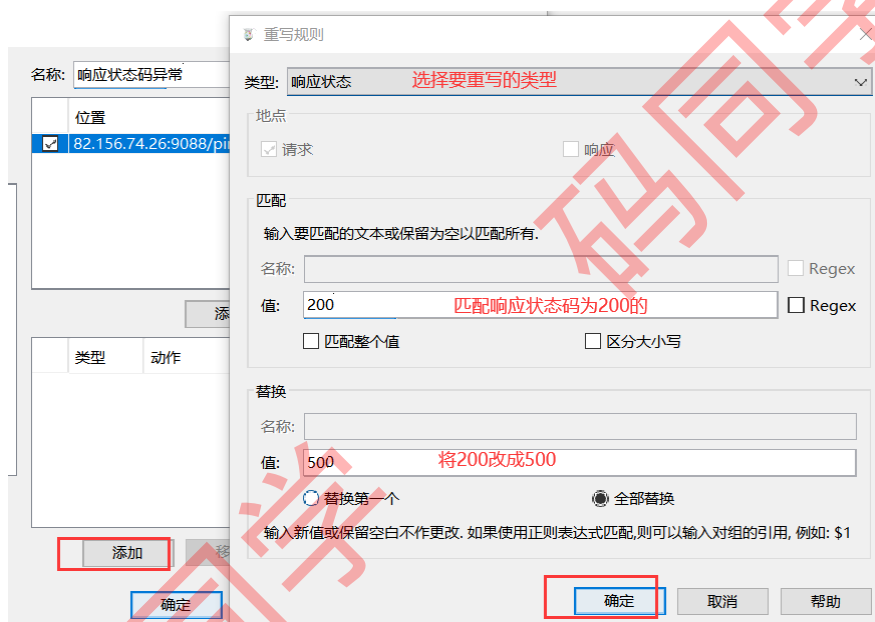 重写规则
名称: 响应状态码异常
类型: 响应状态 选择要重写的类型
位置
82.156.74.26:9088/pi
地点
请求 响应
匹配
输入要匹配的文本或保留为空以匹配所有.
名称: Regex
值: 200 匹配响应状态码为200的 Regex
匹配整个值 区分大小写
添
类型 动作
替换
名称:
值: 500 将200改成500
替换第一个 全部替换
输入新值或保留空白不作更改. 如果使用正则表达式匹配,则可以输入对组的引用, 例如: $1
添加 移
确定
确定 取消 帮助
码同学
码同学